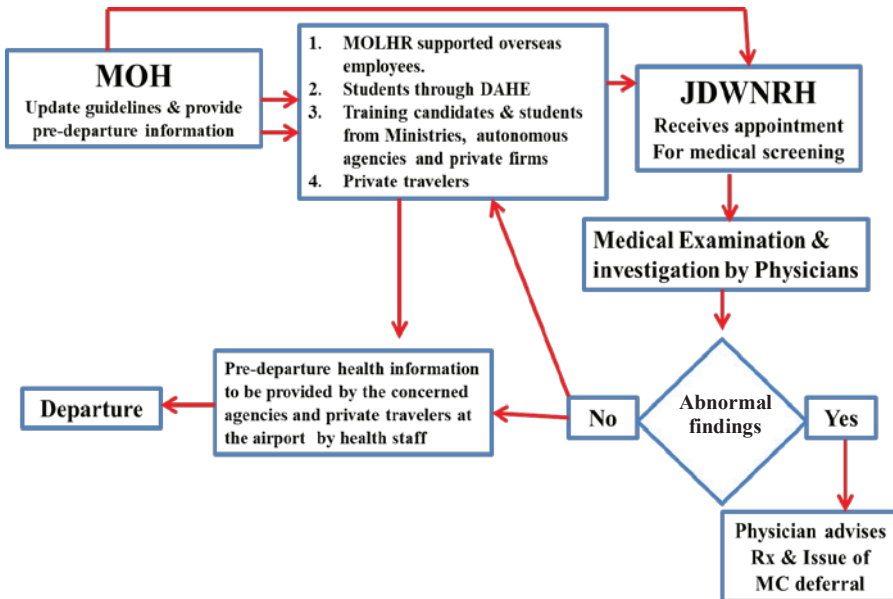 MOH
Update guidelines & provide
pre-departure information
1. MOLHR supported overseas
employees.
2. Students through DAHE
3. Training candidates & students
from Ministries, autonomous
agencies and private firms
4. Private travelers
JDWNRH
Receives appointment
For medical screening
Medical Examination &
investigation by Physicians
Abnormal
findings
No
Yes
Pre-departure health information
to be provided by the concerned
agencies and private travelers at
the airport by health staff
Departure
Physician advises
Rx & Issue of
MC deferral